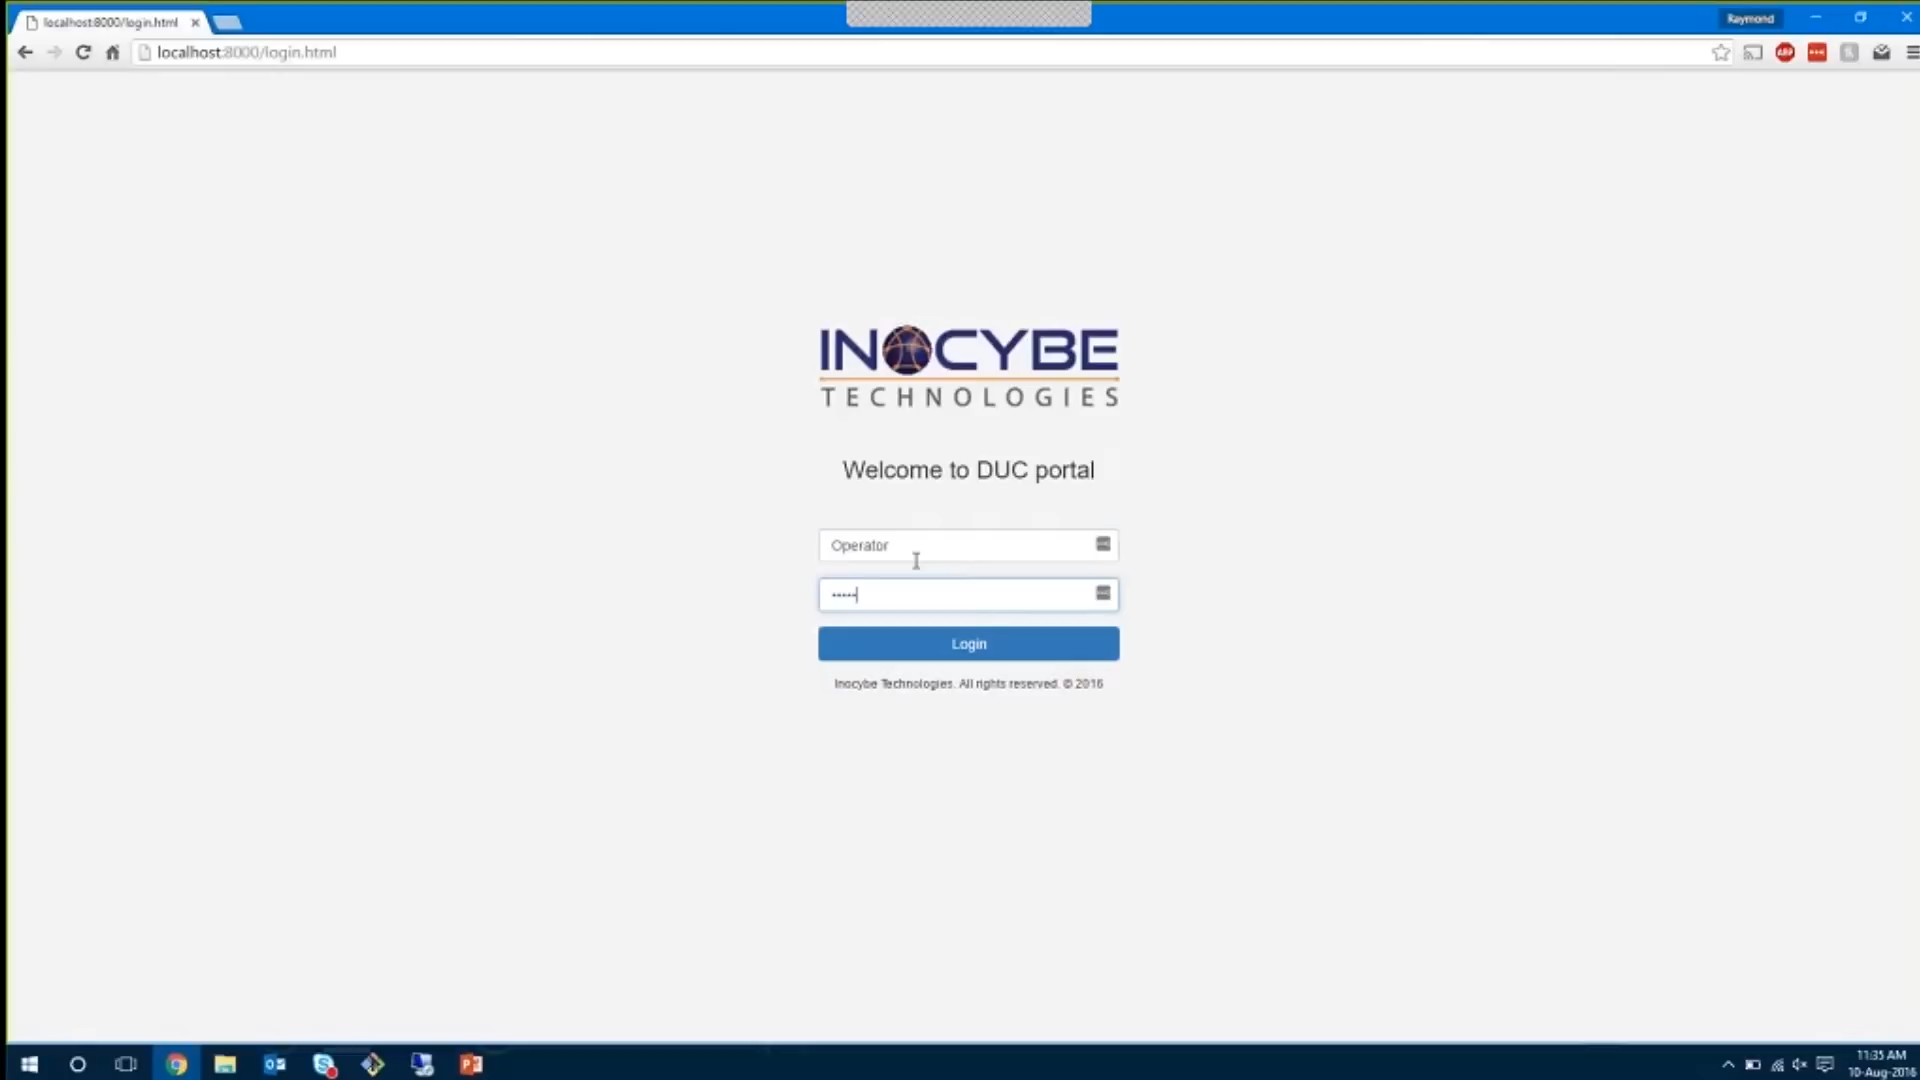 localhost:8000/login.html
Raymond
localhost:8000/login.html
ABP
INOCYBE
TECHNOLOGIES
Welcome to DUC portal
Operator
•••••
Login
Inocybe Technologies. All rights reserved. © 2016
11:35 AM
10-Aug-2016